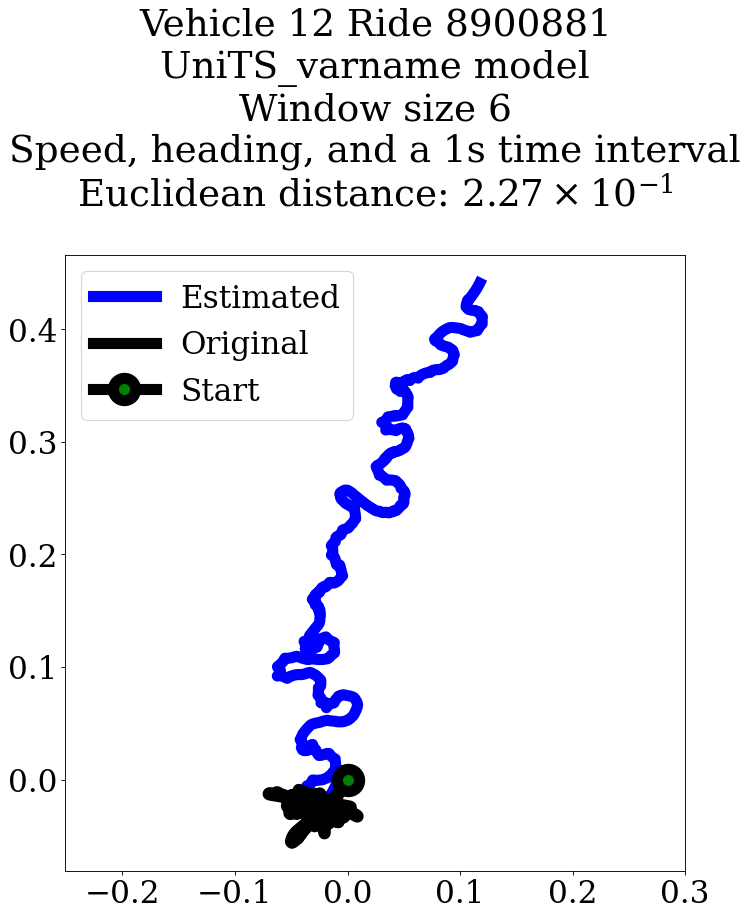 Vehicle 12 Ride 8900881
UniTS_varname model
Window size 6
Speed, heading, and a 1s time interval
Euclidean distance: 2.27 × 10⁻¹
Estimated
Original
Start
0.4
0.3
0.2
0.1
0.0
−0.2
−0.1
0.0
0.1
0.2
0.3